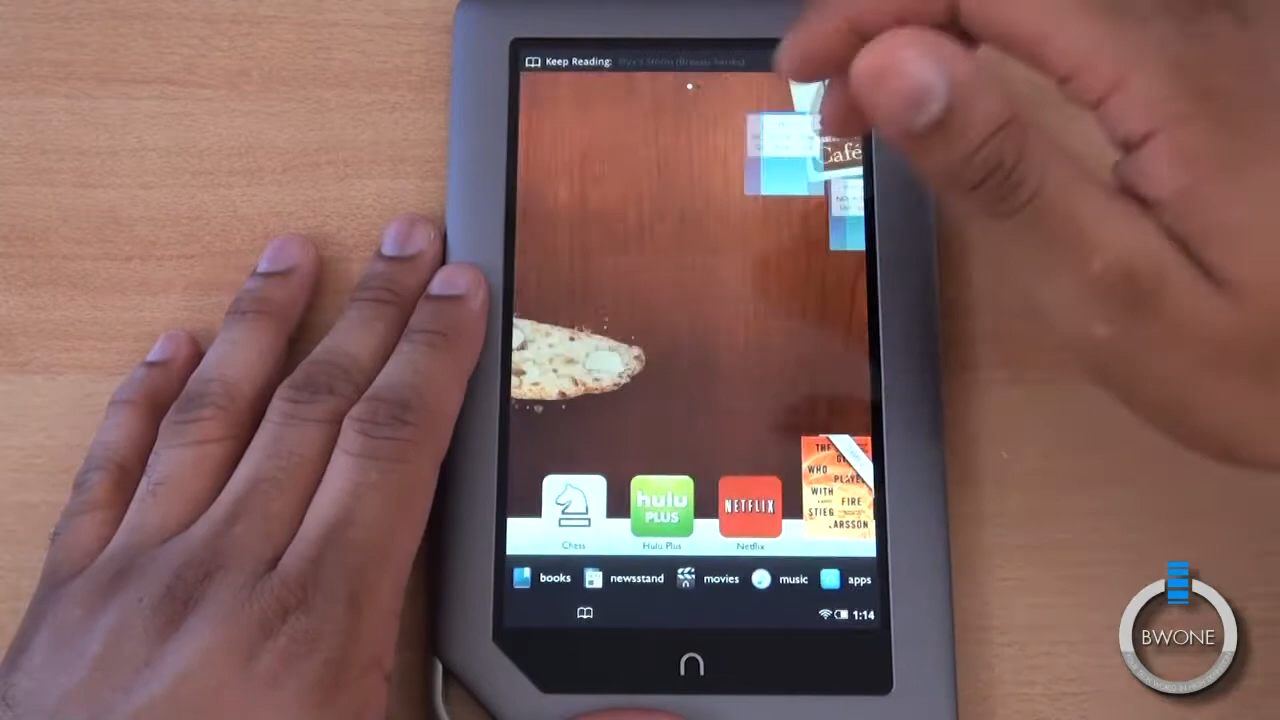 Keep Reading:
Café
THE
WHO
PLAYED
WITH
FIRE
STIEG
LARSSON
hulu
PLUS
NETFLIX
Chess
Hulu Plus
Netflix
books
newsstand
movies
music
apps
1:14
BWONE